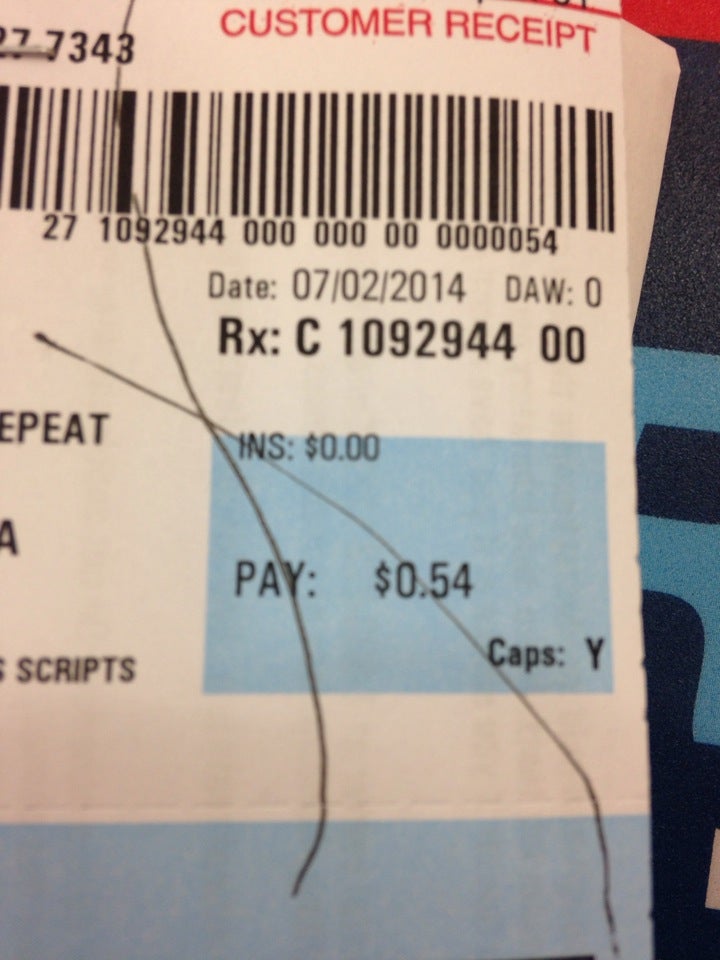 CUSTOMER RECEIPT
27-7343
27 1092944 000 000 00 0000054
Date: 07/02/2014 DAW: 0
Rx: C 1092944 00
EPEAT
INS: $0.00
A
PAY: $0.54
Caps: Y
S SCRIPTS